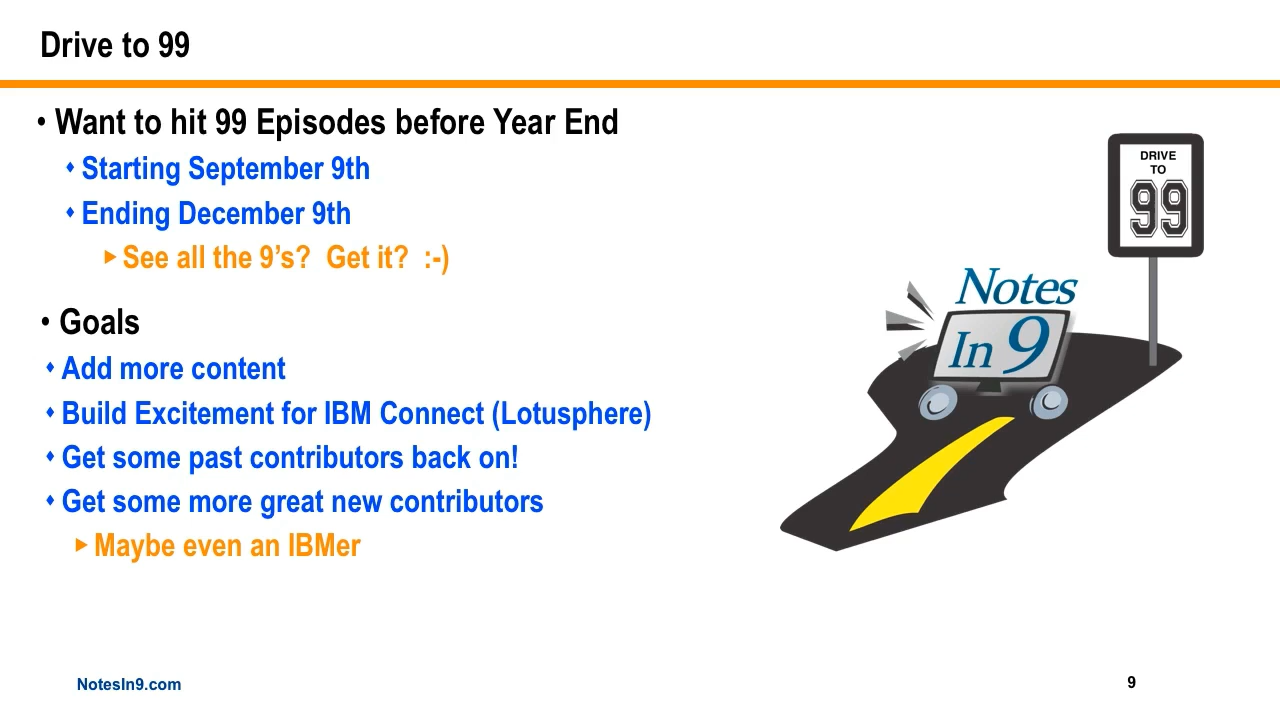 Drive to 99
• Want to hit 99 Episodes before Year End
♦ Starting September 9th
♦ Ending December 9th
► See all the 9’s?  Get it?  :-)
• Goals
♦ Add more content
♦ Build Excitement for IBM Connect (Lotusphere)
♦ Get some past contributors back on!
♦ Get some more great new contributors
► Maybe even an IBMer
DRIVE
TO
99
Notes
In 9
NotesIn9.com
9